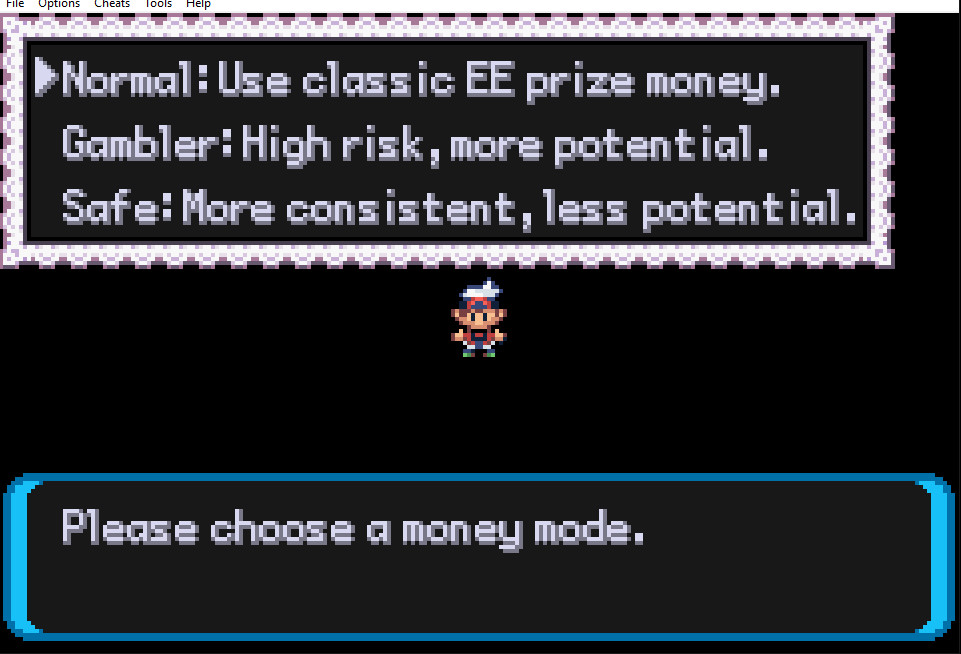 File Options Cheats Tools Help
Normal: Use classic EE prize money.
Gambler: High risk, more potential.
Safe: More consistent, less potential.
Please choose a money mode.